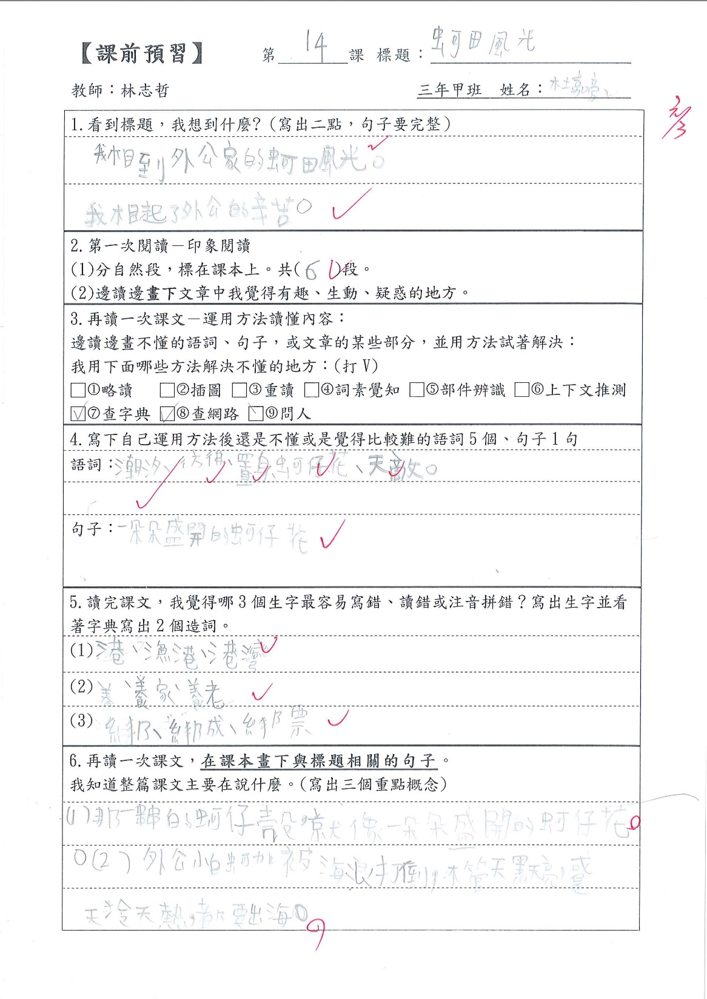 【課前預習】 第 14 課 標題：蚵田風光
教師：林志哲 三年甲班 姓名：杜嘉
1.看到標題，我想到什麼?(寫出二點，句子要完整)
我想到外公家的蚵田風光。
我想起了外公的辛苦。
2.第一次閱讀－印象閱讀
(1)分自然段，標在課本上。共(6)段。
(2)邊讀邊畫下文章中我覺得有趣、生動、疑惑的地方。
3.再讀一次課文－運用方法讀懂內容：
邊讀邊畫不懂的語詞、句子，或文章的某些部分，並用方法試著解決：
我用下面哪些方法解決不懂的地方：(打 V)
□①略讀 □②插圖 □③重讀 □④詞素覺知 □⑤部件辨識 □⑥上下文推測
☑⑦查字典 ☑⑧查網路 □⑨問人
4.寫下自己運用方法後還是不懂或是覺得比較難的語詞 5 個、句子 1 句
語詞：潮汐、彷彿、置身、蚵仔花、天敵。
句子：一朵朵盛開的蚵仔花
5.讀完課文，我覺得哪 3 個生字最容易寫錯、讀錯或注音拼錯？寫出生字並看
著字典寫出 2 個造詞。
(1)港、漁港、港灣
(2)養、養家、養老
(3)綁、綁成、綁票
6.再讀一次課文，在課本畫下與標題相關的句子。
我知道整篇課文主要在說什麼。(寫出三個重點概念)
(1)那一串串的蚵仔殼，就像一朵朵盛開的蚵仔花
。(2)外公怕蚵架被海浪打倒，不管天黑天亮，
天冷天熱，都要出海。